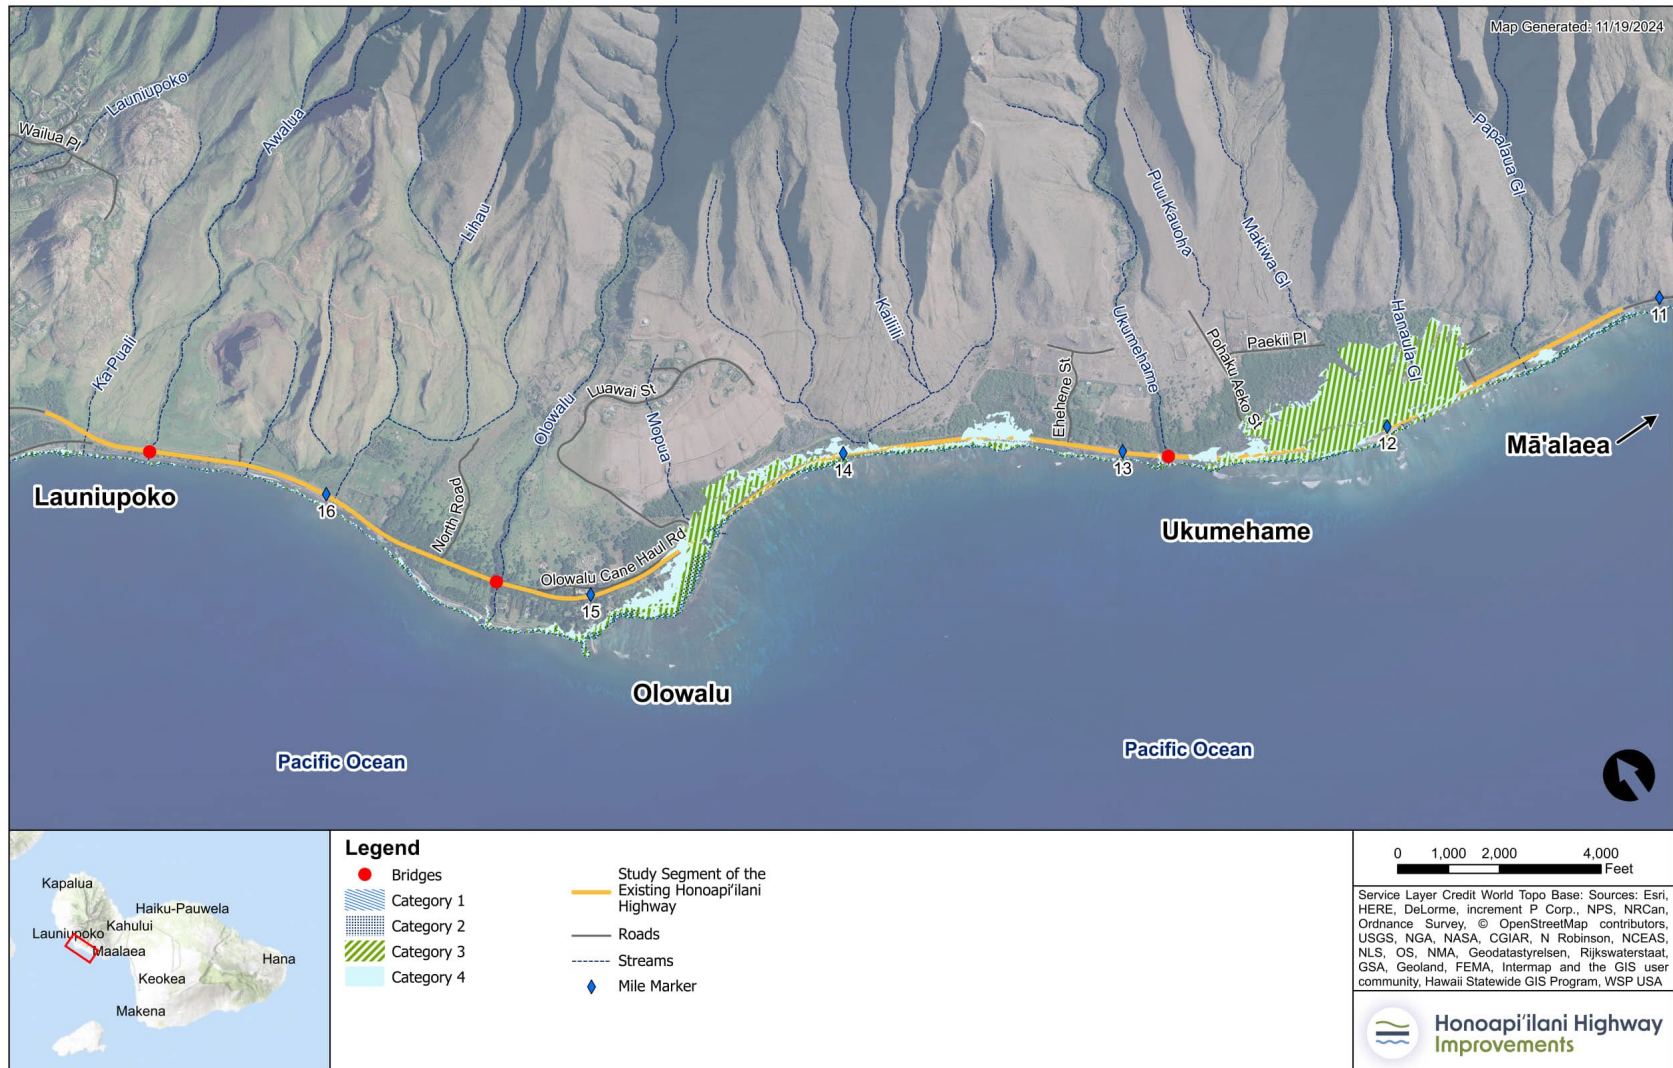 Map Generated: 11/19/2024
Launiupoko
Wailua Pl
Awalua
Lihau
Ka Puali
Olowalu
Luawai St
Mopua
Kailiili
Ehehene St
Ukumehame
Puu Kauoha
Makiwa Gl
Pohaku Aeko St
Paekii Pl
Hanaula Gl
Papalaua Gl
11
12
13
14
15
16
North Road
Olowalu Cane Haul Rd
Launiupoko
Olowalu
Ukumehame
Mā'alaea
Pacific Ocean
Pacific Ocean
Kapalua
Haiku-Pauwela
Kahului
Launiupoko
Maalaea
Hana
Keokea
Makena
Legend
Bridges
Category 1
Category 2
Category 3
Category 4
Study Segment of the
Existing Honoapiʻilani
Highway
Roads
Streams
Mile Marker
0 1,000 2,000 4,000
Feet
Service Layer Credit World Topo Base: Sources: Esri,
HERE, DeLorme, increment P Corp., NPS, NRCan,
Ordnance Survey, © OpenStreetMap contributors,
USGS, NGA, NASA, CGIAR, N Robinson, NCEAS,
NLS, OS, NMA, Geodatastyrelsen, Rijkswaterstaat,
GSA, Geoland, FEMA, Intermap and the GIS user
community, Hawaii Statewide GIS Program, WSP USA
Honoapiʻilani Highway
Improvements